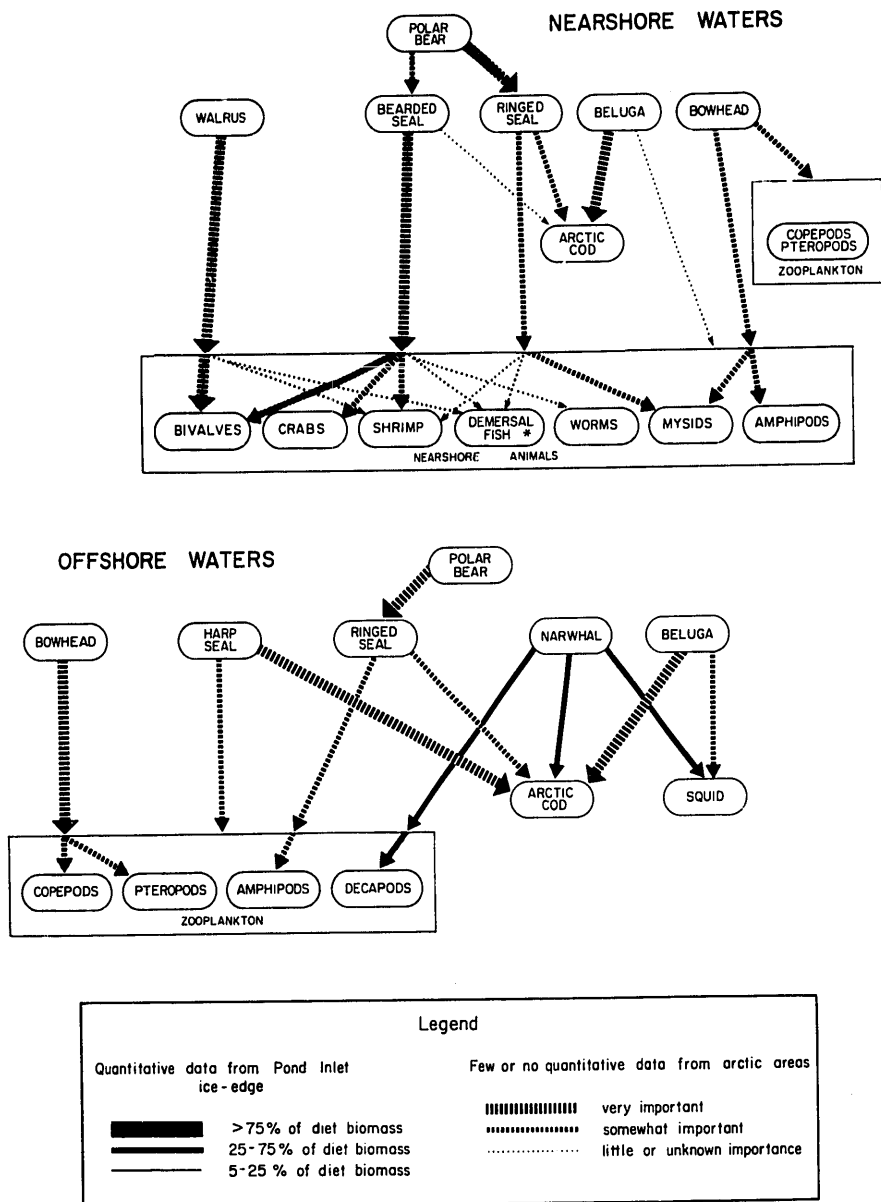 NEARSHORE WATERS
POLAR
BEAR
WALRUS
BEARDED
SEAL
RINGED
SEAL
BELUGA
BOWHEAD
ARCTIC
COD
COPEPODS
PTEROPODS
ZOOPLANKTON
BIVALVES
CRABS
SHRIMP
DEMERSAL
FISH *
WORMS
MYSIDS
AMPHIPODS
NEARSHORE ANIMALS
OFFSHORE WATERS
POLAR
BEAR
BOWHEAD
HARP
SEAL
RINGED
SEAL
NARWHAL
BELUGA
ARCTIC
COD
SQUID
COPEPODS
PTEROPODS
AMPHIPODS
DECAPODS
ZOOPLANKTON
Legend
Quantitative data from Pond Inlet
ice-edge
>75% of diet biomass
25-75% of diet biomass
5-25 % of diet biomass
Few or no quantitative data from arctic areas
very important
somewhat important
little or unknown importance